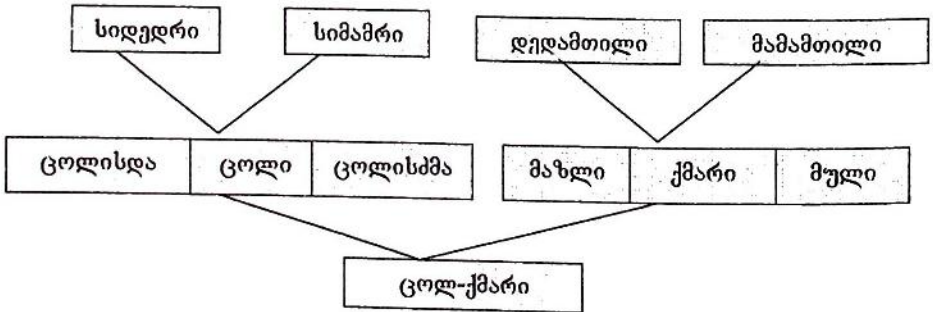 სიდედრი სიმამრი დედამთილი მამამთილი
ცოლისდა ცოლი ცოლისძმა მაზლი ქმარი მული
ცოლ-ქმარი